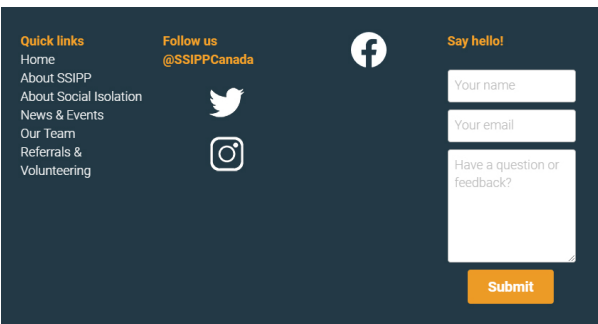 Quick links
Home
About SSIPP
About Social Isolation
News & Events
Our Team
Referrals &
Volunteering
Follow us
@SSIPPCanada
Say hello!
Your name
Your email
Have a question or
feedback?
Submit